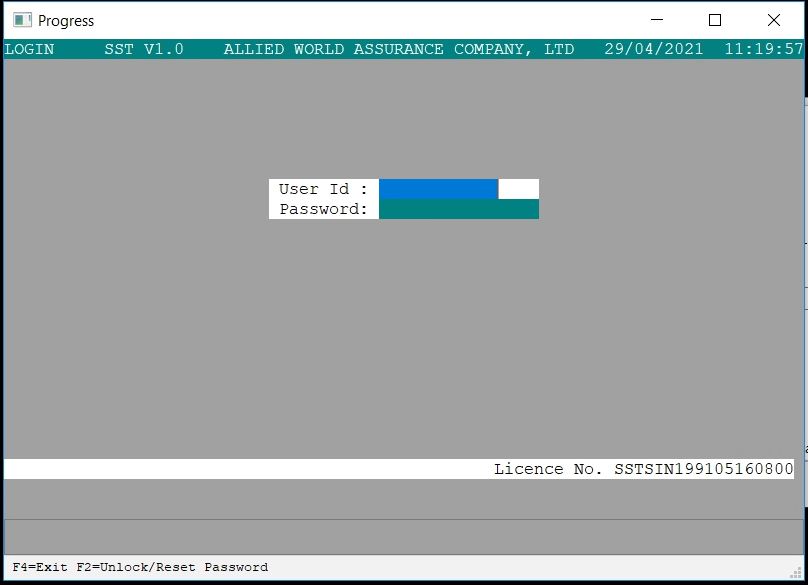 Progress
LOGIN SST V1.0 ALLIED WORLD ASSURANCE COMPANY, LTD 29/04/2021 11:19:57
User Id :
Password:
Licence No. SSTSIN199105160800
F4=Exit F2=Unlock/Reset Password